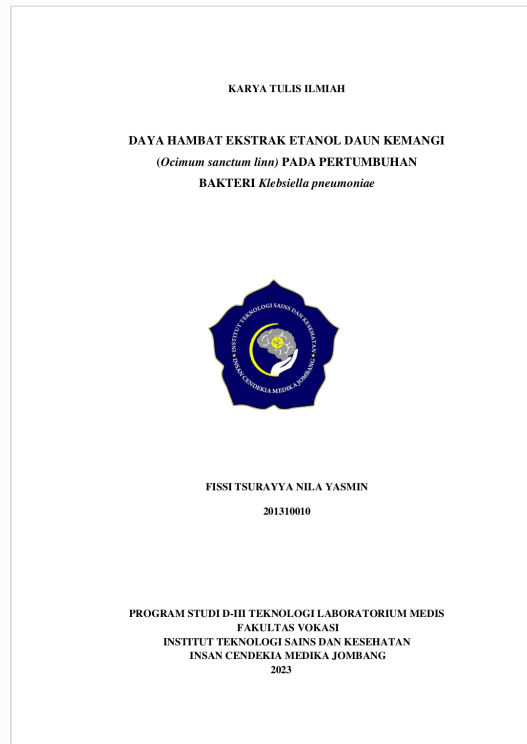 KARYA TULIS ILMIAH
DAYA HAMBAT EKSTRAK ETANOL DAUN KEMANGI
(Ocimum sanctum linn) PADA PERTUMBUHAN
BAKTERI Klebsiella pneumoniae
INSTITUT TEKNOLOGI SAINS DAN KESEHATAN
INSAN CENDEKIA MEDIKA JOMBANG
FISSI TSURAYYA NILA YASMIN
201310010
PROGRAM STUDI D-III TEKNOLOGI LABORATORIUM MEDIS
FAKULTAS VOKASI
INSTITUT TEKNOLOGI SAINS DAN KESEHATAN
INSAN CENDEKIA MEDIKA JOMBANG
2023